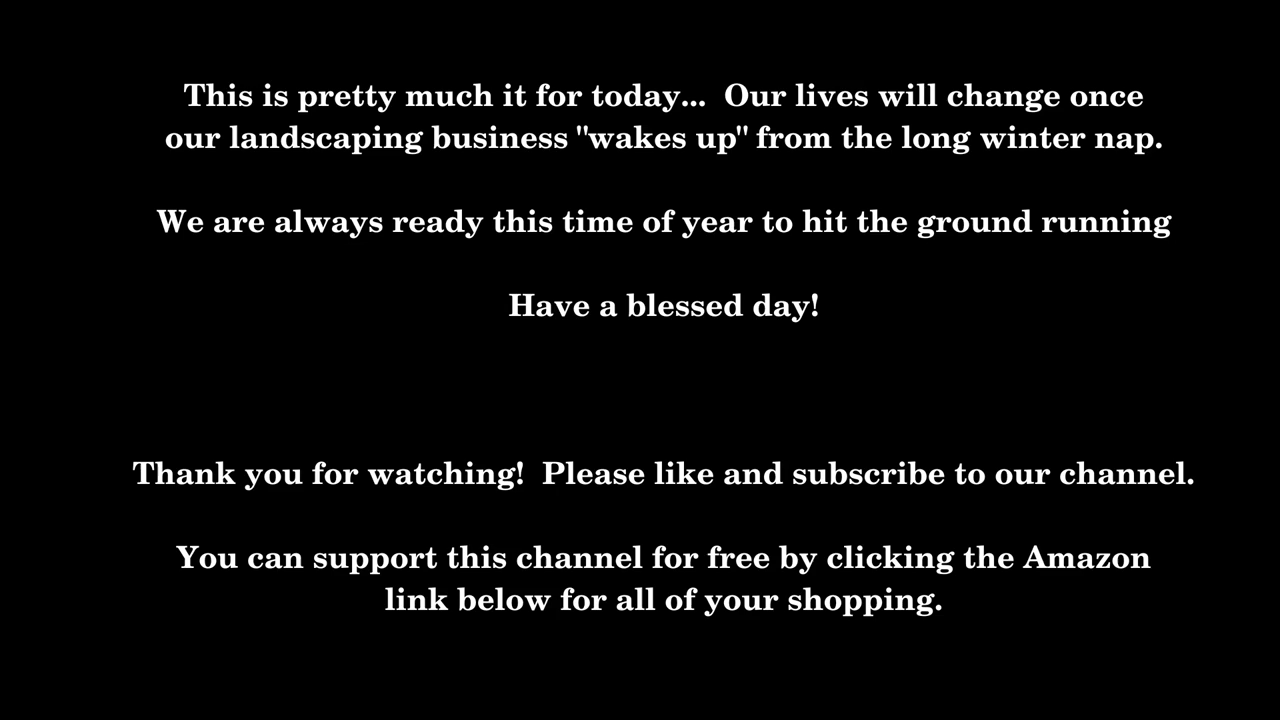 This is pretty much it for today...  Our lives will change once
our landscaping business "wakes up" from the long winter nap.
We are always ready this time of year to hit the ground running
Have a blessed day!
Thank you for watching!  Please like and subscribe to our channel.
You can support this channel for free by clicking the Amazon
link below for all of your shopping.